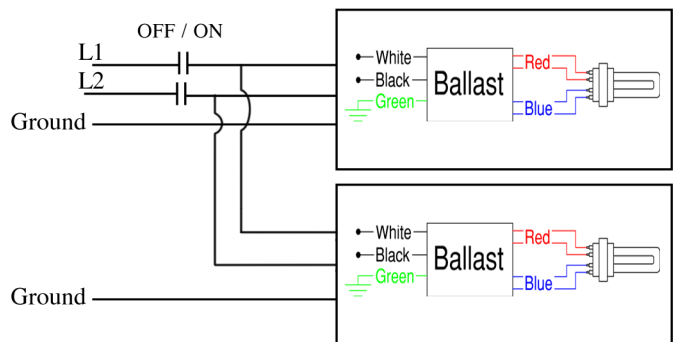 OFF / ON
L1
L2
Ground
White
Black
Green
Ballast
Red
Blue
Ground
White
Black
Green
Ballast
Red
Blue